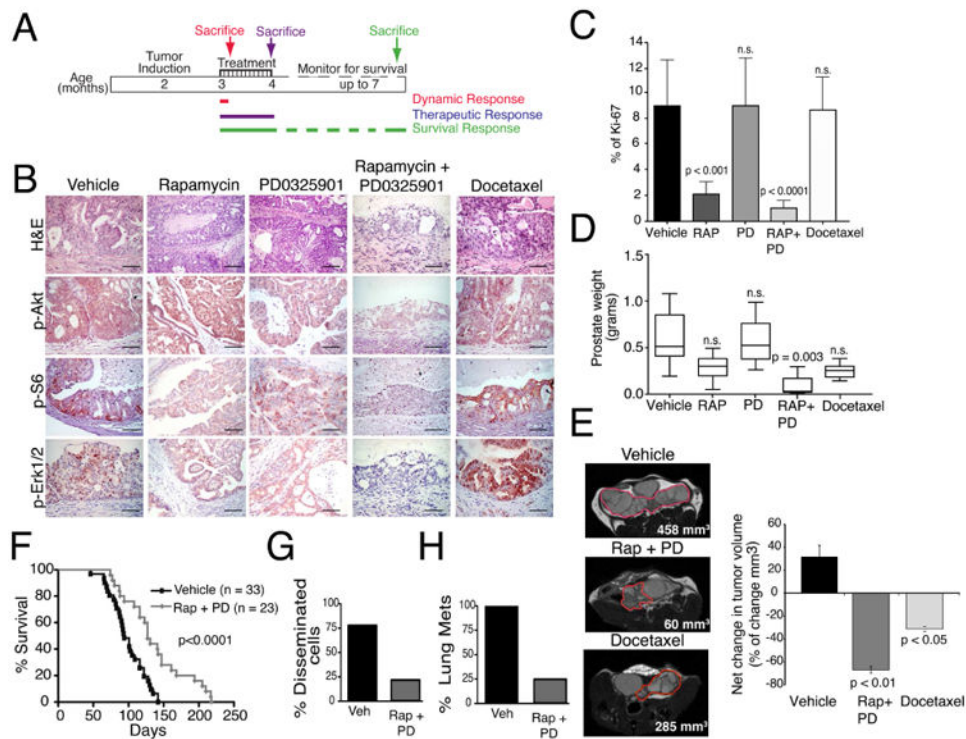 A
Sacrifice Sacrifice Sacrifice
Tumor Induction Treatment Monitor for survival
Age (months) 2 3 4 up to 7
Dynamic Response
Therapeutic Response
Survival Response
B
Vehicle Rapamycin PD0325901 Rapamycin + PD0325901 Docetaxel
H&E
p-Akt
p-S6
p-Erk1/2
C
% of Ki-67
14
12
10
8
6
4
2
0
p < 0.001
n.s.
p < 0.0001
n.s.
Vehicle RAP PD RAP+ PD Docetaxel
D
Prostate weight (grams)
1.5
1.0
0.5
0.0
n.s.
n.s.
p = 0.003
n.s.
Vehicle RAP PD RAP+ PD Docetaxel
E
Vehicle
458 mm³
Rap + PD
60 mm³
Docetaxel
285 mm³
Net change in tumor volume
(% of change mm3)
60
40
20
0
-20
-40
-60
-80
p < 0.01
p < 0.05
Vehicle Rap+ PD Docetaxel
F
% Survival
100
80
60
40
20
0
Vehicle (n = 33)
Rap + PD (n = 23)
p<0.0001
0 50 100 150 200 250
Days
G
% Disseminated cells
100
75
50
25
0
Veh Rap + PD
H
% Lung Mets
100
75
50
25
0
Veh Rap + PD